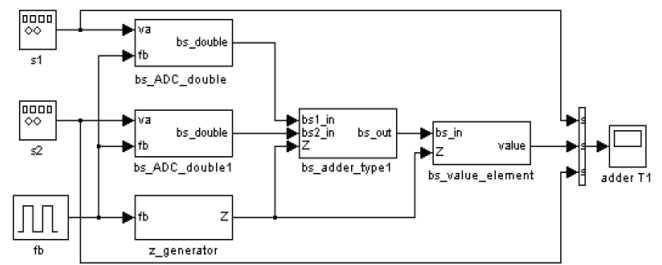 va
bs_double
fb
s1
bs_ADC_double
va
bs_double
fb
s2
bs_ADC_double1
bs1_in
bs2_in
bs_out
Z
bs_adder_type1
bs_in
value
Z
bs_value_element
s
s
s
adder T1
fb
Z
fb
z_generator